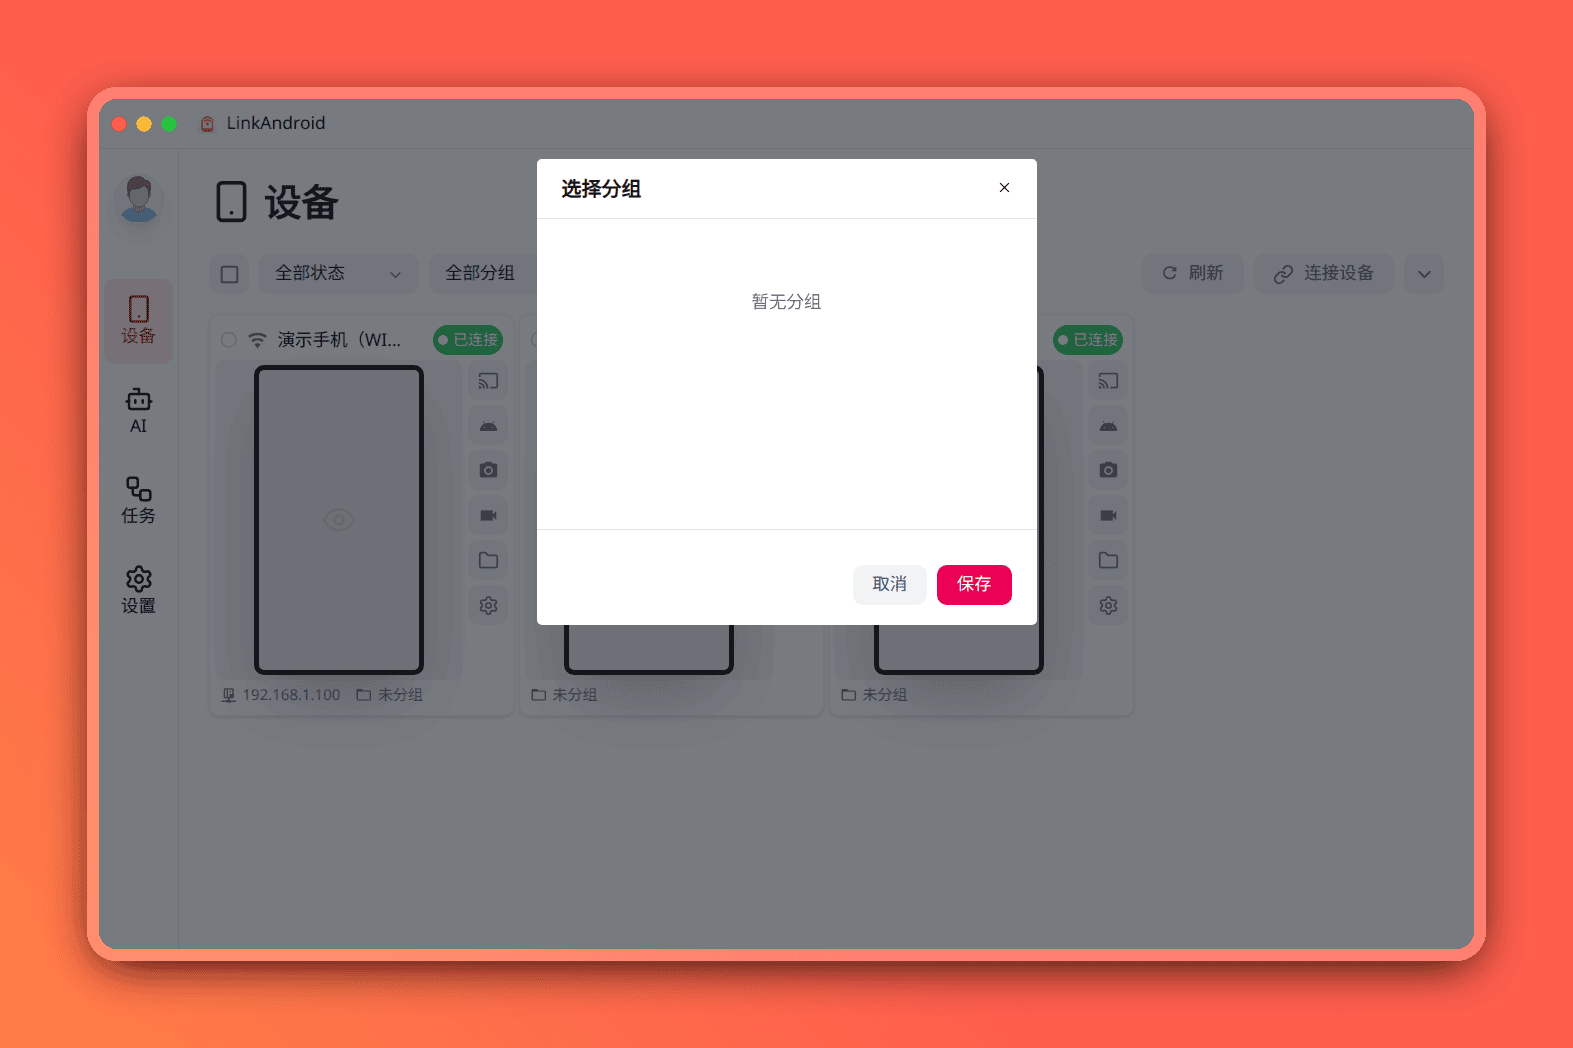 LinkAndroid
设备
AI
任务
设置
设备
全部状态
全部分组
刷新
连接设备
演示手机（WI...
已连接
192.168.1.100
未分组
未分组
已连接
未分组
选择分组
暂无分组
取消
保存